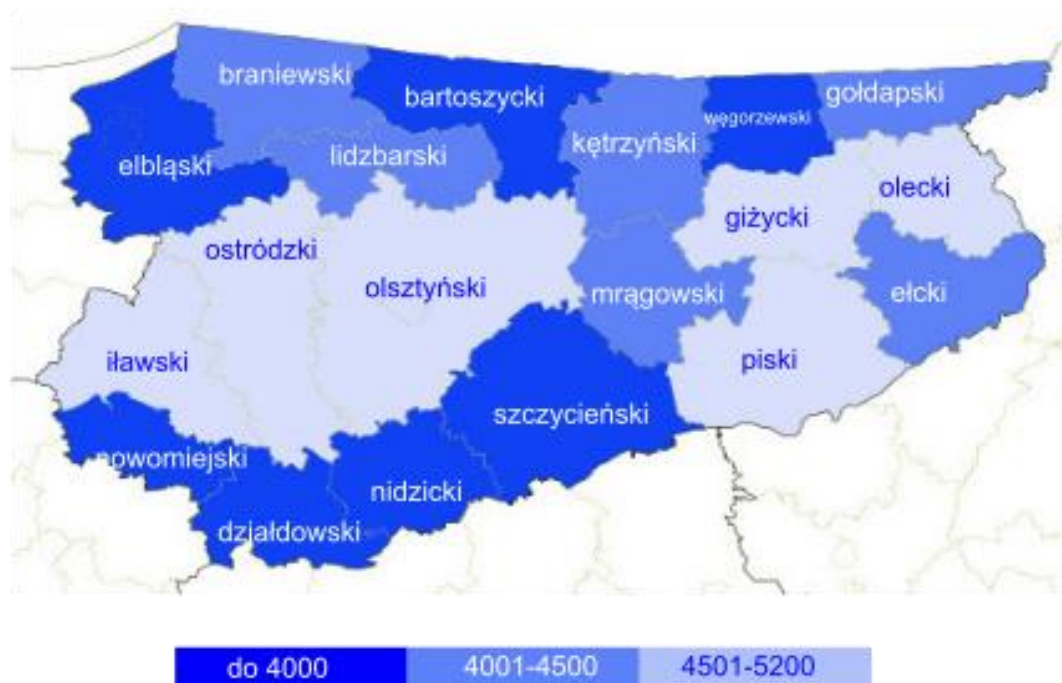 braniewski
bartoszycki
gołdapski
węgorzewski
kętrzyński
lidzbarski
elbląski
olecki
giżycki
ostródzki
olsztyński
mrągowski
ełcki
iławski
piski
szczycieński
nowomiejski
nidzicki
działdowski
do 4000 4001-4500 4501-5200